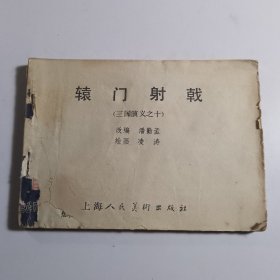 辕门射戟
(三国演义之十)
改编 潘勤孟
绘画 凌涛
上海人民美术出版社